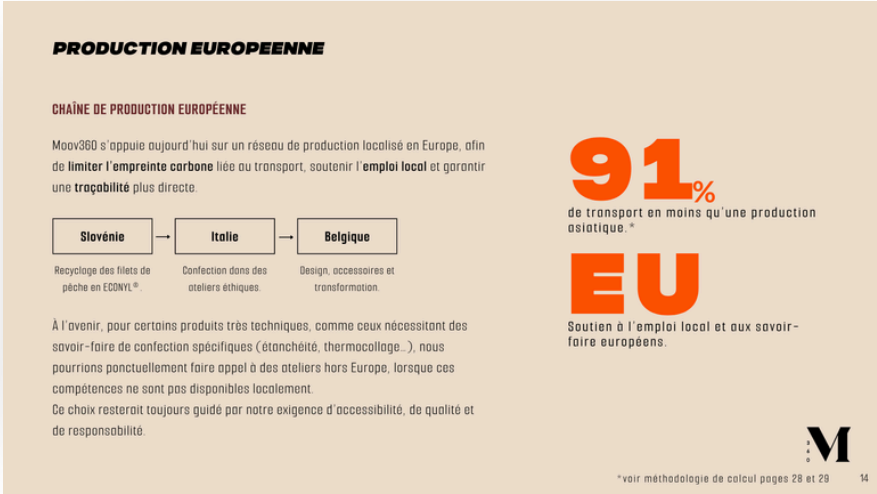 PRODUCTION EUROPEENNE
CHAÎNE DE PRODUCTION EUROPÉENNE
Moov360 s'appuie aujourd'hui sur un réseau de production localisé en Europe, afin
de limiter l'empreinte carbone liée au transport, soutenir l'emploi local et garantir
une traçabilité plus directe.
Slovénie
Italie
Belgique
Recyclage des filets de
pêche en ECONYL®.
Confection dans des
ateliers éthiques.
Design, accessoires et
transformation.
À l'avenir, pour certains produits très techniques, comme ceux nécessitant des
savoir-faire de confection spécifiques (étanchéité, thermocollage…), nous
pourrions ponctuellement faire appel à des ateliers hors Europe, lorsque ces
compétences ne sont pas disponibles localement.
Ce choix resterait toujours guidé par notre exigence d'accessibilité, de qualité et
de responsabilité.
91%
de transport en moins qu'une production
asiatique.*
EU
Soutien à l'emploi local et aux savoir-
faire européens.
360 M
*voir méthodologie de calcul pages 28 et 29
14